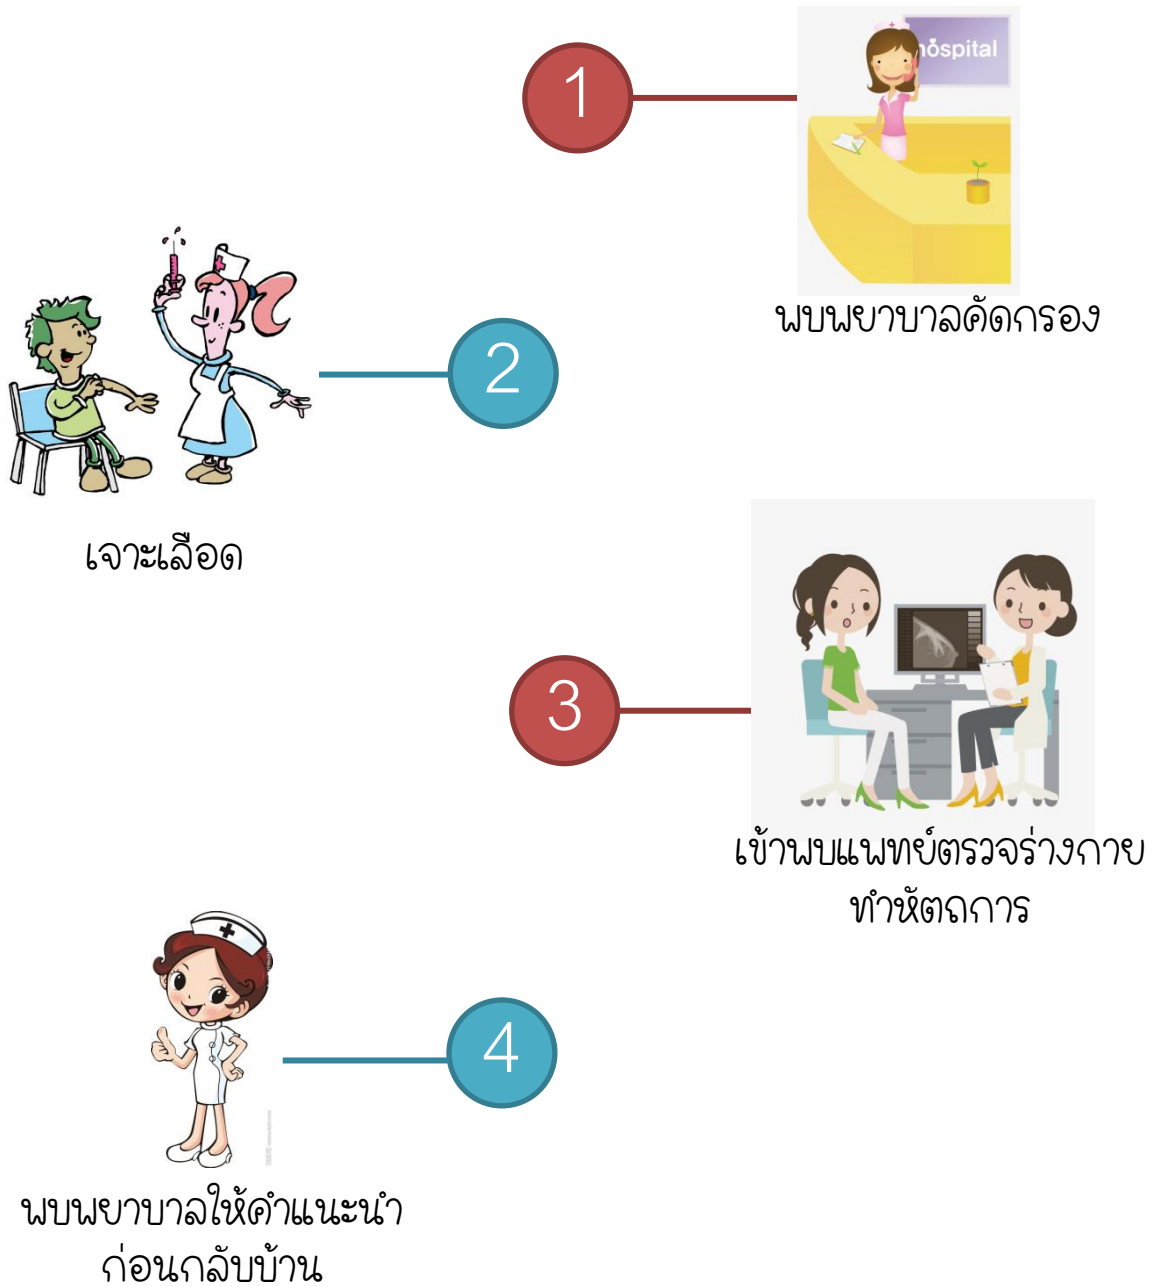 1
hospital
พบพยาบาลคัดกรอง
2
เจาะเลือด
3
เข้าพบแพทย์ตรวจร่างกาย
ทำหัตถการ
4
พบพยาบาลให้คำแนะนำ
ก่อนกลับบ้าน